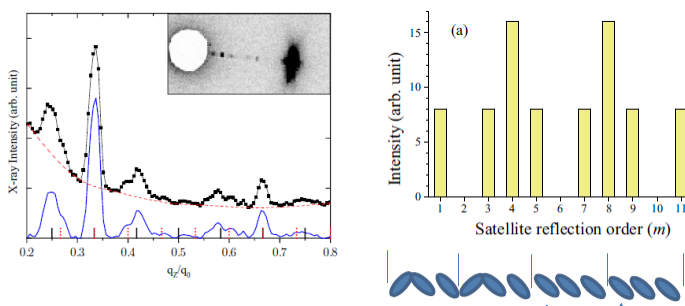 X-ray Intensity (arb. unit)
0.2 0.3 0.4 0.5 0.6 0.7 0.8
q_Z/q_0
(a)
Intensity (arb. unit)
15
10
5
0
1 2 3 4 5 6 7 8 9 10 11
Satellite reflection order (m)